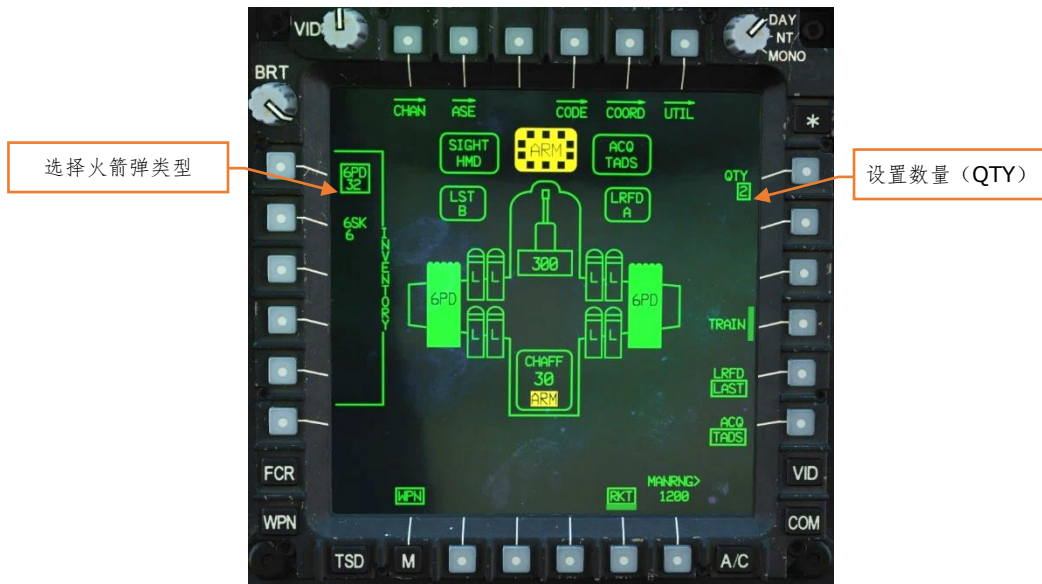 VID
DAY
NT
MONO
BRT
CHAN
ASE
CODE
COORD
UTIL
*
SIGHT
HMD
ARM
ACQ
TADS
选择火箭弹类型
6PD
32
QTY
2
设置数量（QTY）
LST
B
LRFD
A
6SK
6
INVENTORY
300
L
L
L
L
6PD
6PD
L
L
L
L
TRAIN
CHAFF
30
ARM
LRFD
LAST
ACQ
TADS
FCR
VID
WPN
RKT
MANRNG>
1200
WPN
COM
TSD
M
A/C